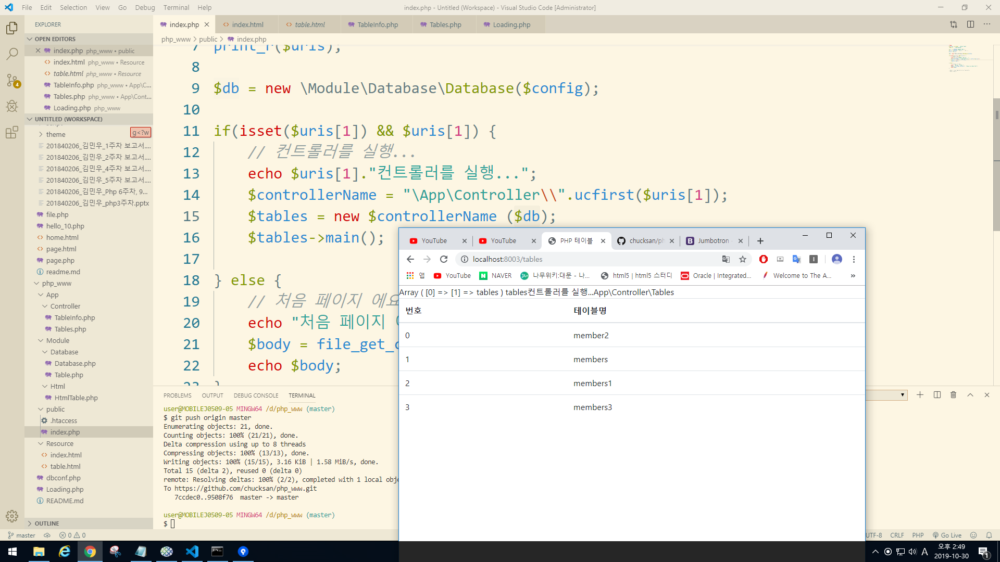 File Edit Selection View Go Debug Terminal Help
index.php - Untitled (Workspace) - Visual Studio Code [Administrator]
EXPLORER
OPEN EDITORS
index.php php_www • public
index.html php_www • Resource
table.html php_www • Resource
TableInfo.php php_www • App\C...
Tables.php php_www • App\Cont...
Loading.php php_www
UNTITLED (WORKSPACE)
g<?w
theme
201840206_김민우_1주차 보고서....
201840206_김민우_2주차 보고서....
201840206_김민우_4주차 보고서....
201840206_김민우_5주차 보고서....
201840206_김민우_Php 6주차, 9...
201840206_김민우_php3주차.pptx
file.php
hello_10.php
home.html
page.html
page.php
readme.md
php_www
App
Controller
TableInfo.php
Tables.php
Module
Database
Database.php
Table.php
Html
HtmlTable.php
public
.htaccess
index.php
Resource
index.html
table.html
dbconf.php
Loading.php
README.md
OUTLINE
index.php index.html table.html TableInfo.php Tables.php Loading.php
php_www > public > index.php
7 print_r($uris);
8
9 $db = new \Module\Database\Database($config);
10
11 if(isset($uris[1]) && $uris[1]) {
12 // 컨트롤러를 실행...
13 echo $uris[1]."컨트롤러를 실행...";
14 $controllerName = "\App\Controller\\".ucfirst($uris[1]);
15 $tables = new $controllerName ($db);
16 $tables->main();
17
18 } else {
19 // 처음 페이지 에요
20 echo "처음 페이지
21 $body = file_get_
22 echo $body;
23 }
PROBLEMS OUTPUT DEBUG CONSOLE TERMINAL
user@MOBILEJ0509-05 MINGW64 /d/php_www (master)
$ git push origin master
Enumerating objects: 21, done.
Counting objects: 100% (21/21), done.
Delta compression using up to 8 threads
Compressing objects: 100% (13/13), done.
Writing objects: 100% (15/15), 3.16 KiB | 1.58 MiB/s, done.
Total 15 (delta 2), reused 0 (delta 0)
remote: Resolving deltas: 100% (2/2), completed with 1 local obje
To https://github.com/chucksan/php_www.git
7ccdec0..9508f76 master -> master
user@MOBILEJ0509-05 MINGW64 /d/php_www (master)
$
YouTube YouTube PHP 테이블 chucksan/ph Jumbotron
localhost:8003/tables
앱 YouTube NAVER 나무위키:대문 - 나... html5 | html5 스터디 Oracle | Integrated... Welcome to The A... »
Array ( [0] => [1] => tables ) tables컨트롤러를 실행...App\Controller\Tables
번호 테이블명
0 member2
1 members
2 members1
3 members3
4
master 0 0
UTF-8 CRLF PHP Go Live
A
오후 2:49
2019-10-30
1